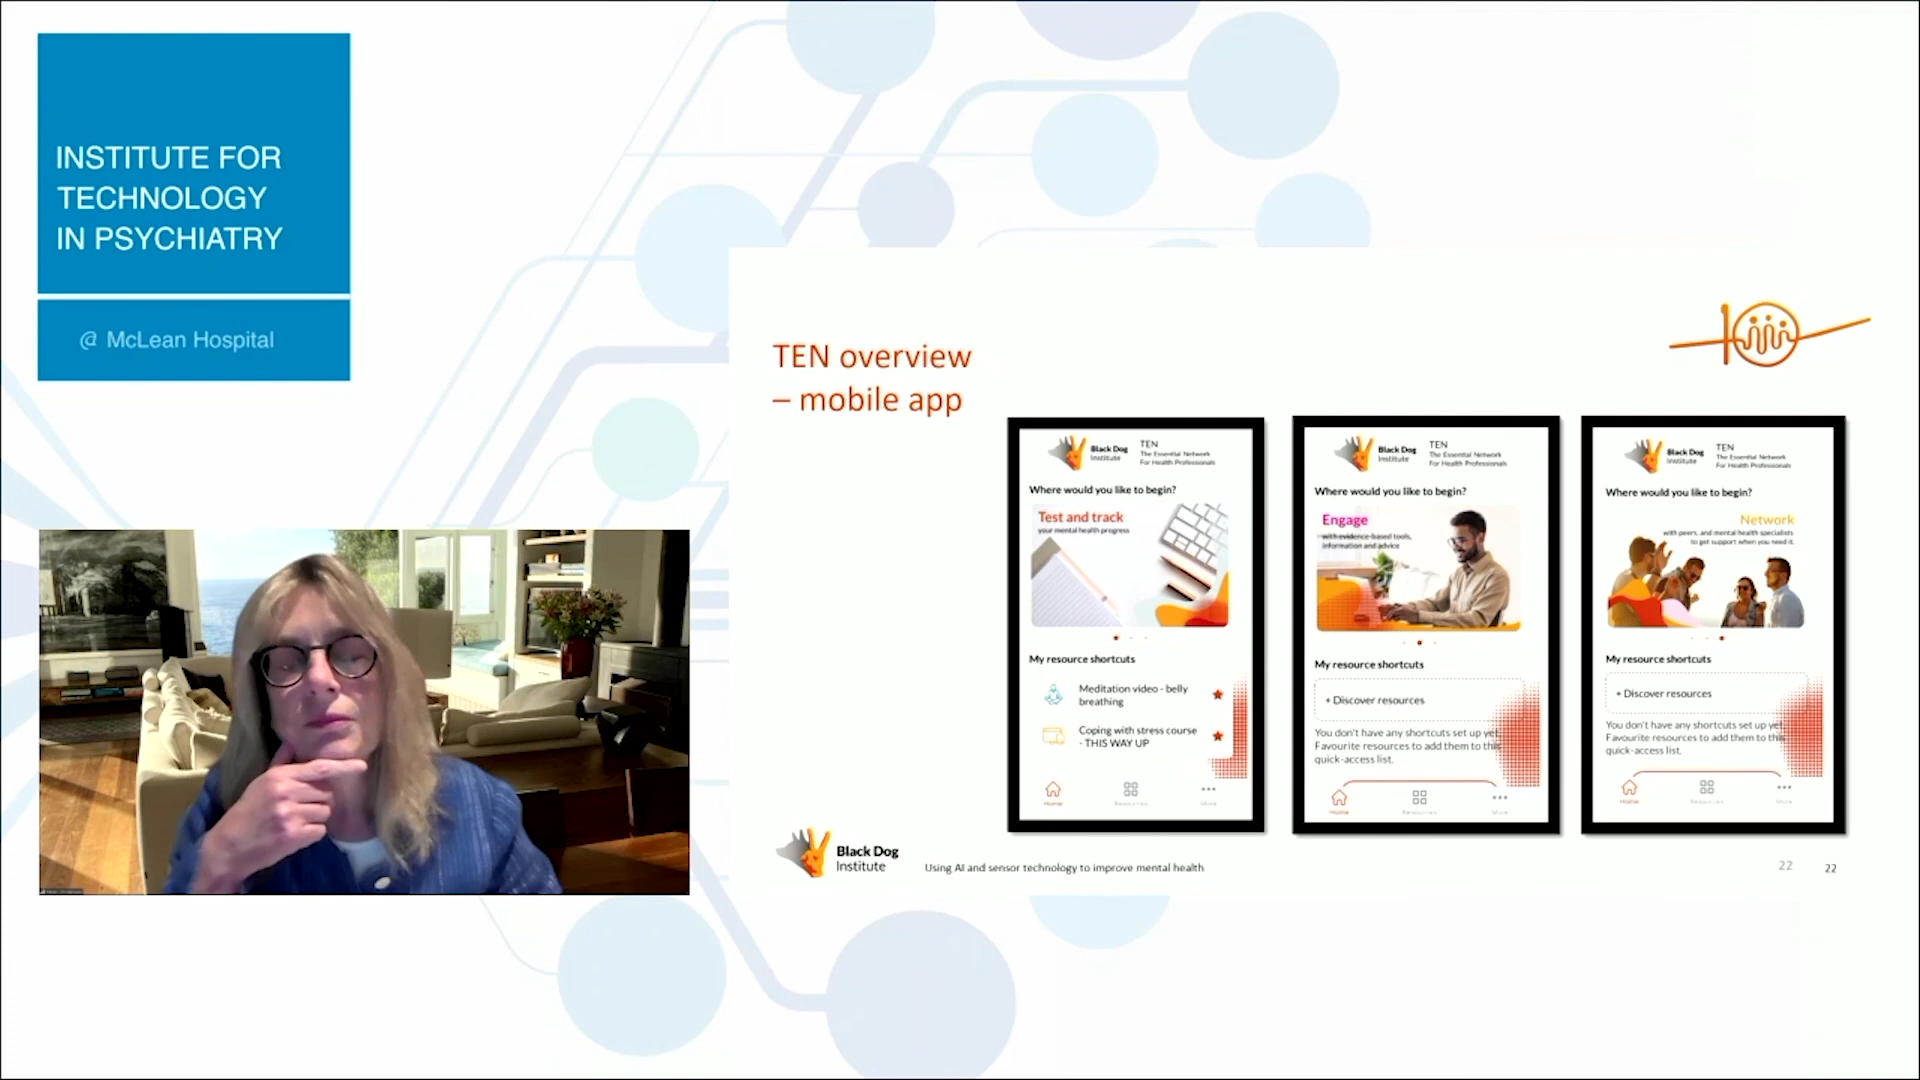 INSTITUTE FOR
TECHNOLOGY
IN PSYCHIATRY
@ McLean Hospital
TEN overview
– mobile app
Black Dog
Institute
TEN
The Essential Network
For Health Professionals
Where would you like to begin?
Test and track
your mental health progress
My resource shortcuts
Meditation video - belly
breathing
Coping with stress course
- THIS WAY UP
Home
Resources
More
Black Dog
Institute
TEN
The Essential Network
For Health Professionals
Where would you like to begin?
Engage
with evidence-based tools,
information and advice
My resource shortcuts
+ Discover resources
You don't have any shortcuts set up yet.
Favourite resources to add them to this
quick-access list.
Home
Resources
More
Black Dog
Institute
TEN
The Essential Network
For Health Professionals
Where would you like to begin?
Network
with peers, and mental health specialists
to get support when you need it.
My resource shortcuts
+ Discover resources
You don't have any shortcuts set up yet.
Favourite resources to add them to this
quick-access list.
Home
Resources
More
Black Dog
Institute
Using AI and sensor technology to improve mental health
22
22